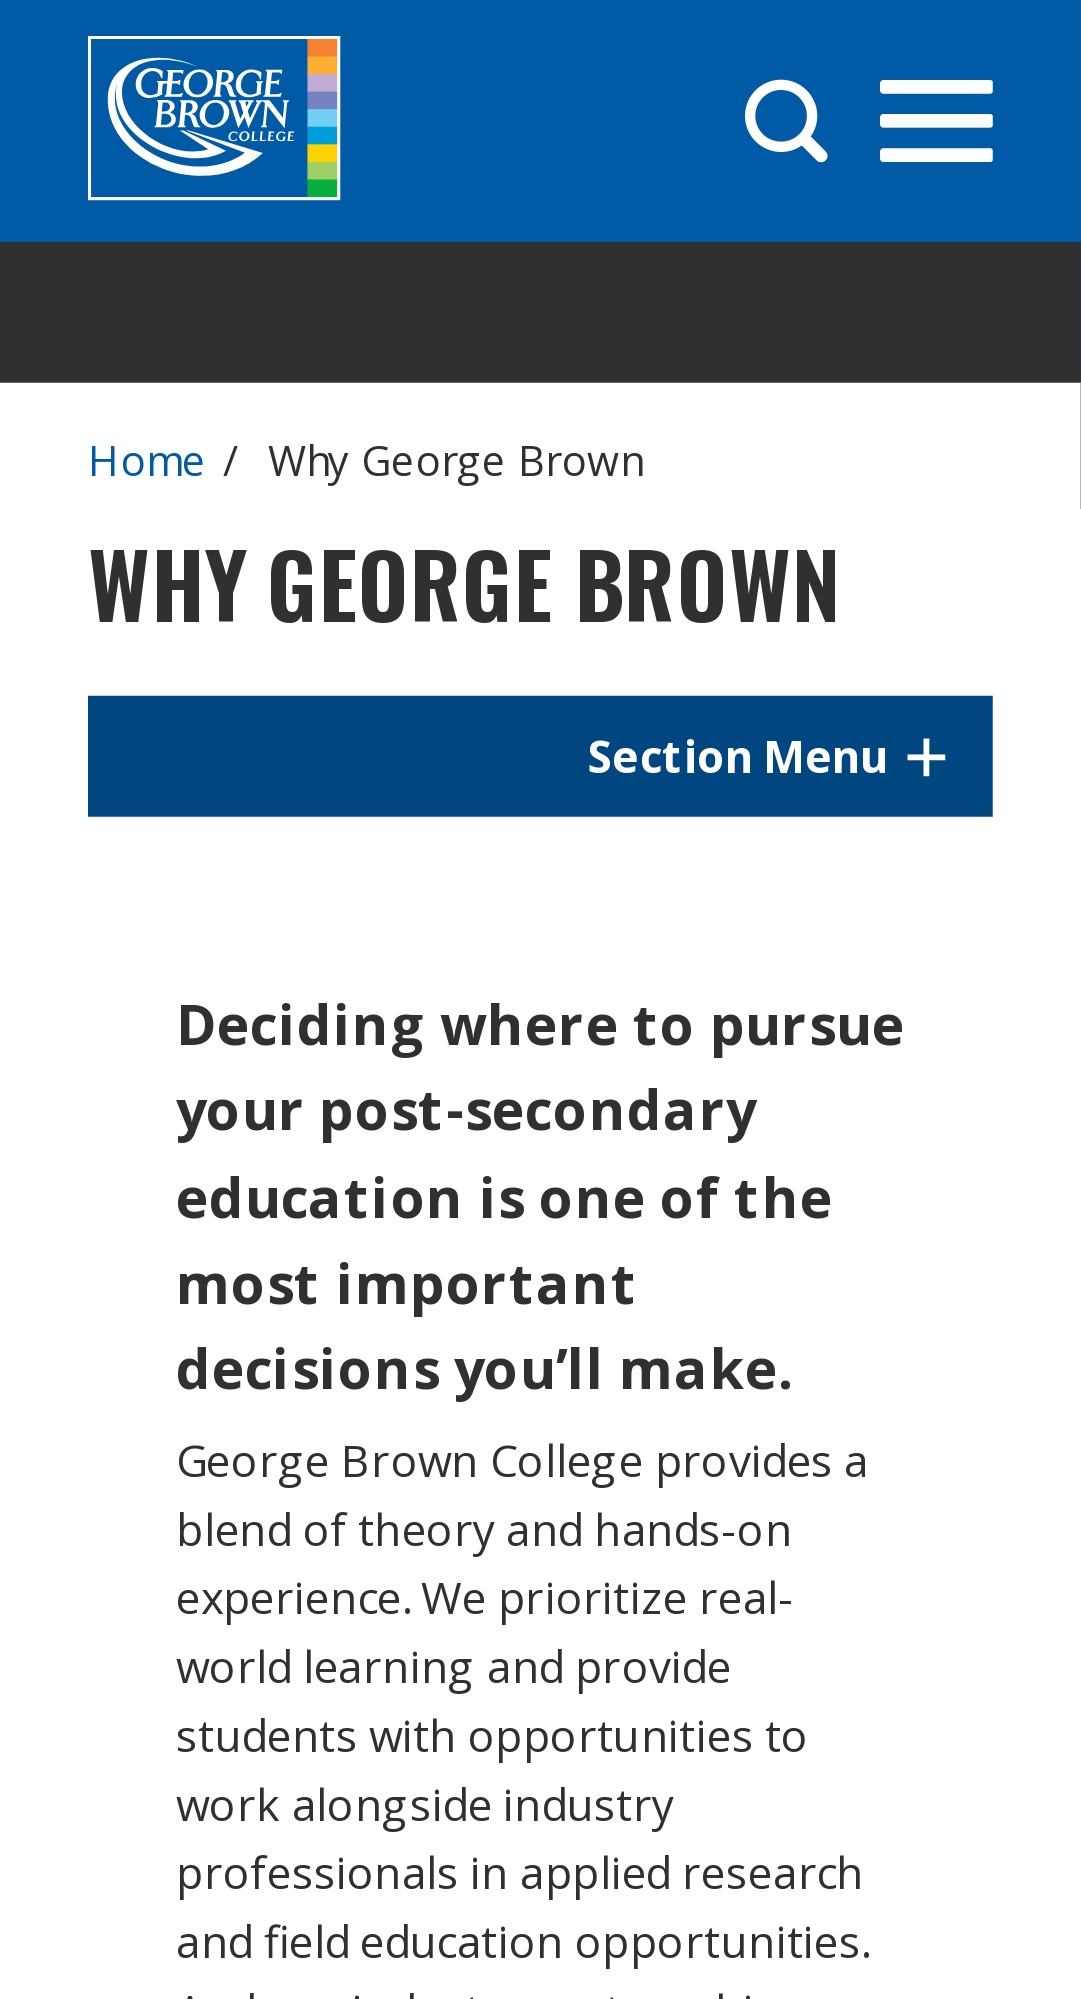 GEORGE
BROWN
COLLEGE
Home / Why George Brown
WHY GEORGE BROWN
Section Menu +
Deciding where to pursue
your post-secondary
education is one of the
most important
decisions you’ll make.
George Brown College provides a
blend of theory and hands-on
experience. We prioritize real-
world learning and provide
students with opportunities to
work alongside industry
professionals in applied research
and field education opportunities.